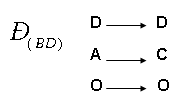 Đ(BD)
D → D
A → C
O → O